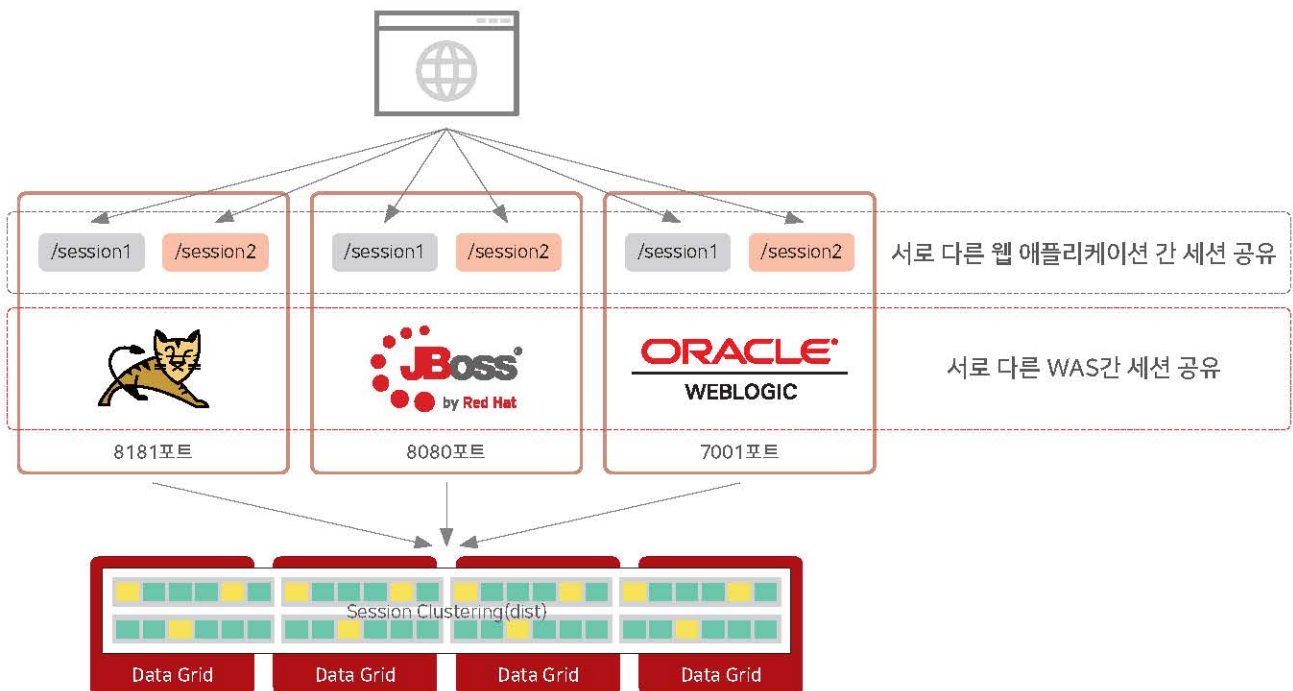 /session1 /session2 /session1 /session2 /session1 /session2 서로 다른 웹 애플리케이션 간 세션 공유
JBoss by Red Hat
ORACLE
WEBLOGIC
서로 다른 WAS간 세션 공유
8181포트 8080포트 7001포트
Session Clustering(dist)
Data Grid Data Grid Data Grid Data Grid